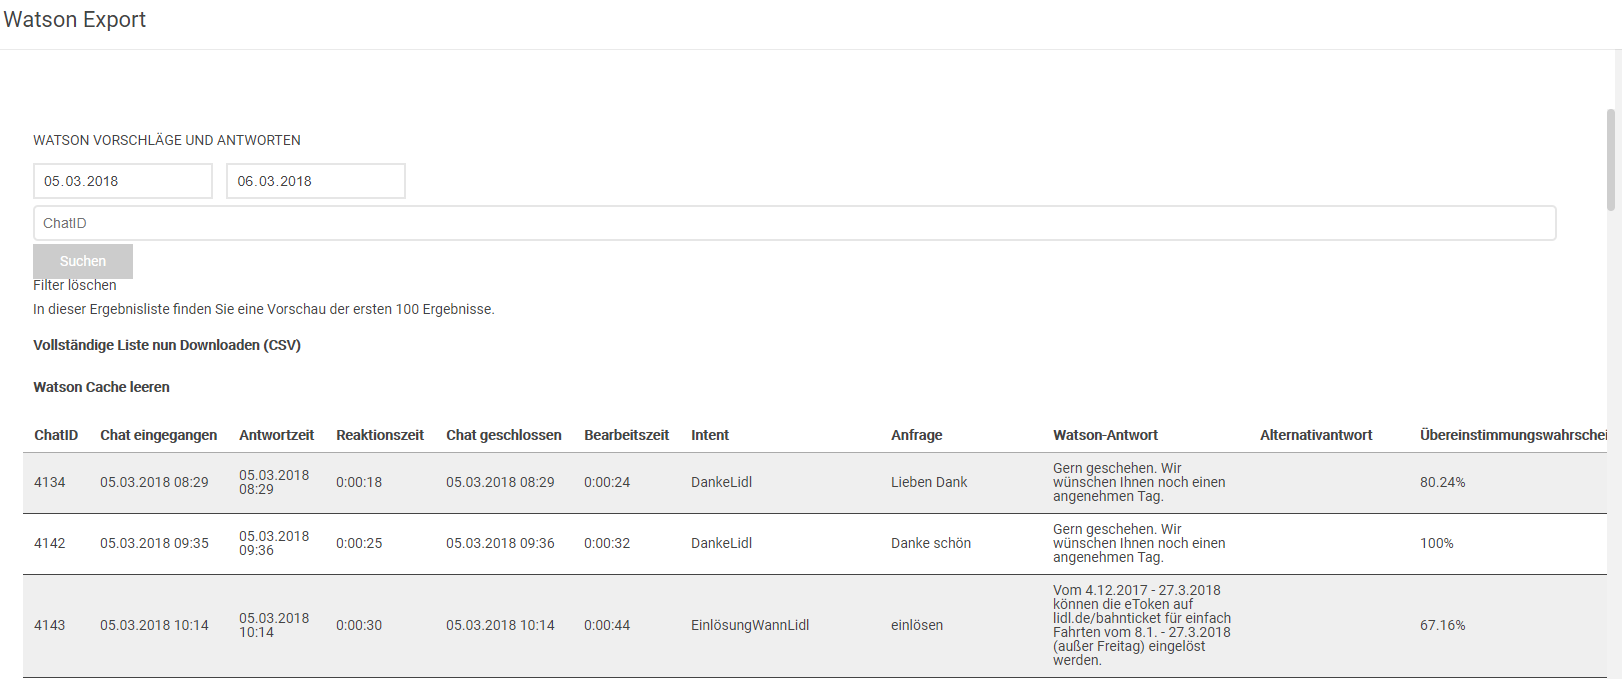 Watson Export
WATSON VORSCHLÄGE UND ANTWORTEN
05.03.2018 06.03.2018
ChatID
Suchen
Filter löschen
In dieser Ergebnisliste finden Sie eine Vorschau der ersten 100 Ergebnisse.
Vollständige Liste nun Downloaden (CSV)
Watson Cache leeren
ChatID Chat eingegangen Antwortzeit Reaktionszeit Chat geschlossen Bearbeitszeit Intent Anfrage Watson-Antwort Alternativantwort Übereinstimmungswahrschei
4134 05.03.2018 08:29 05.03.2018
08:29 0:00:18 05.03.2018 08:29 0:00:24 DankeLidl Lieben Dank Gern geschehen. Wir
wünschen Ihnen noch einen
angenehmen Tag. 80.24%
4142 05.03.2018 09:35 05.03.2018
09:36 0:00:25 05.03.2018 09:36 0:00:32 DankeLidl Danke schön Gern geschehen. Wir
wünschen Ihnen noch einen
angenehmen Tag. 100%
4143 05.03.2018 10:14 05.03.2018
10:14 0:00:30 05.03.2018 10:14 0:00:44 EinlösungWannLidl einlösen Vom 4.12.2017 - 27.3.2018
können die eToken auf
lidl.de/bahnticket für einfach
Fahrten vom 8.1. - 27.3.2018
(außer Freitag) eingelöst
werden. 67.16%